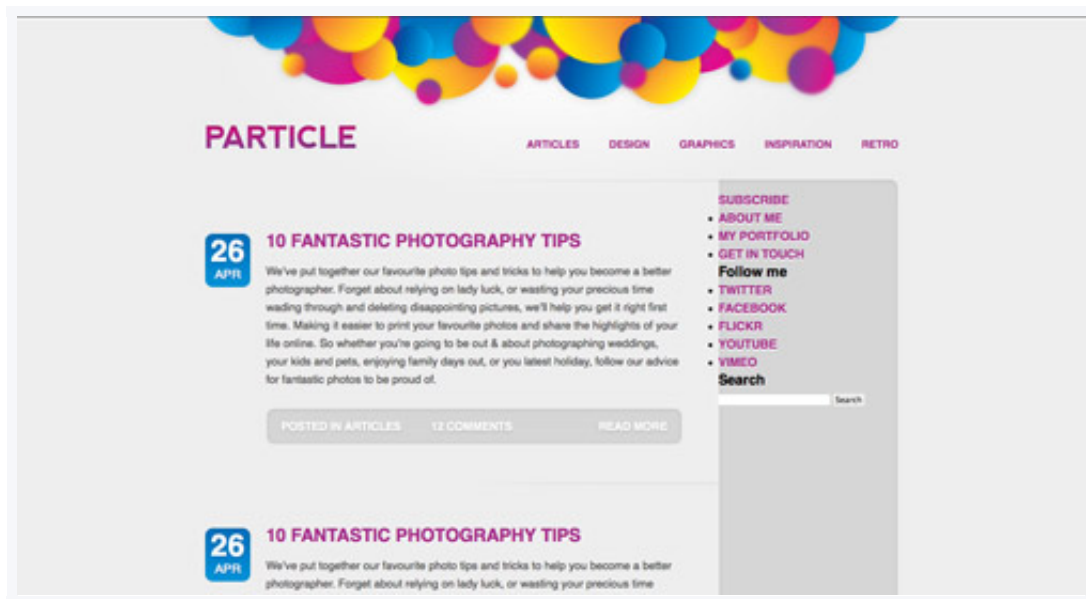 PARTICLE
ARTICLES DESIGN GRAPHICS INSPIRATION RETRO
26
APR
10 FANTASTIC PHOTOGRAPHY TIPS
We've put together our favourite photo tips and tricks to help you become a better
photographer. Forget about relying on lady luck, or wasting your precious time
wading through and deleting disappointing pictures, we'll help you get it right first
time. Making it easier to print your favourite photos and share the highlights of your
life online. So whether you're going to be out & about photographing weddings,
your kids and pets, enjoying family days out, or you latest holiday, follow our advice
for fantastic photos to be proud of.
POSTED IN ARTICLES 12 COMMENTS READ MORE
SUBSCRIBE
ABOUT ME
MY PORTFOLIO
GET IN TOUCH
Follow me
TWITTER
FACEBOOK
FLICKR
YOUTUBE
VIMEO
Search
Search
26
APR
10 FANTASTIC PHOTOGRAPHY TIPS
We've put together our favourite photo tips and tricks to help you become a better
photographer. Forget about relying on lady luck, or wasting your precious time